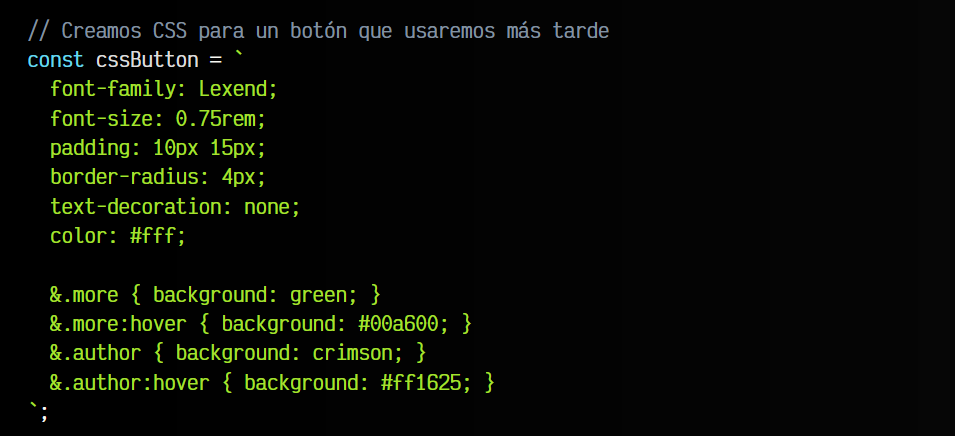 // Creamos CSS para un botón que usaremos más tarde
const cssButton = `
  font-family: Lexend;
  font-size: 0.75rem;
  padding: 10px 15px;
  border-radius: 4px;
  text-decoration: none;
  color: #fff;

  &.more { background: green; }
  &.more:hover { background: #00a600; }
  &.author { background: crimson; }
  &.author:hover { background: #ff1625; }
`;